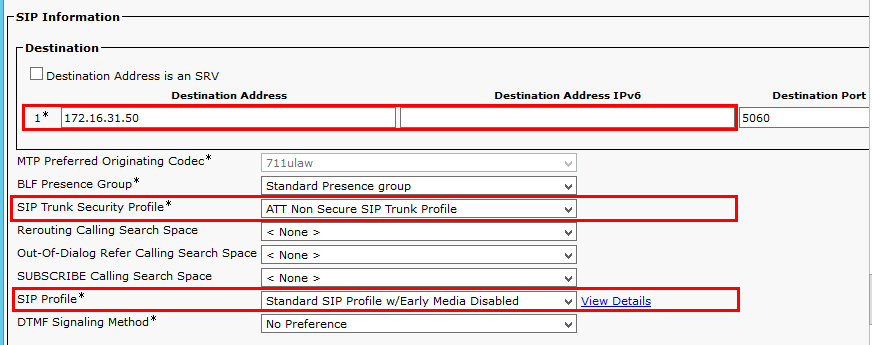 SIP Information
Destination
Destination Address is an SRV
Destination Address Destination Address IPv6 Destination Port
1* 172.16.31.50 5060
MTP Preferred Originating Codec* 711ulaw
BLF Presence Group* Standard Presence group
SIP Trunk Security Profile* ATT Non Secure SIP Trunk Profile
Rerouting Calling Search Space < None >
Out-Of-Dialog Refer Calling Search Space < None >
SUBSCRIBE Calling Search Space < None >
SIP Profile* Standard SIP Profile w/Early Media Disabled View Details
DTMF Signaling Method* No Preference